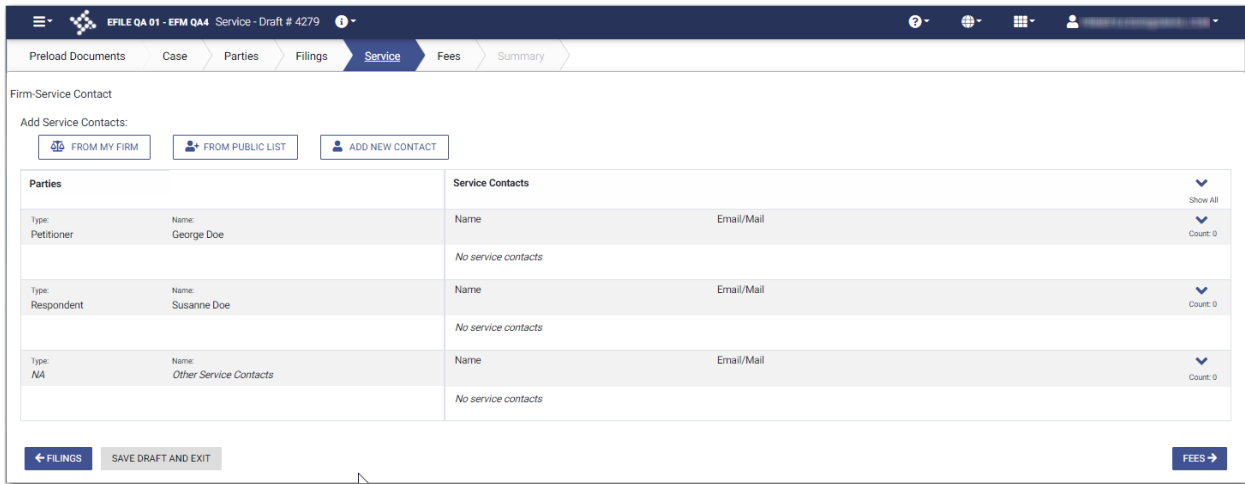 EFILE QA 01 - EFM QA4 Service - Draft # 4279
Preload Documents Case Parties Filings Service Fees Summary
Firm-Service Contact
Add Service Contacts:
FROM MY FIRM FROM PUBLIC LIST ADD NEW CONTACT
Parties Service Contacts
Show All
Type: Name: Name Email/Mail
Petitioner George Doe Count: 0
No service contacts
Type: Name: Name Email/Mail
Respondent Susanne Doe Count: 0
No service contacts
Type: Name: Name Email/Mail
NA Other Service Contacts Count: 0
No service contacts
FILINGS SAVE DRAFT AND EXIT FEES